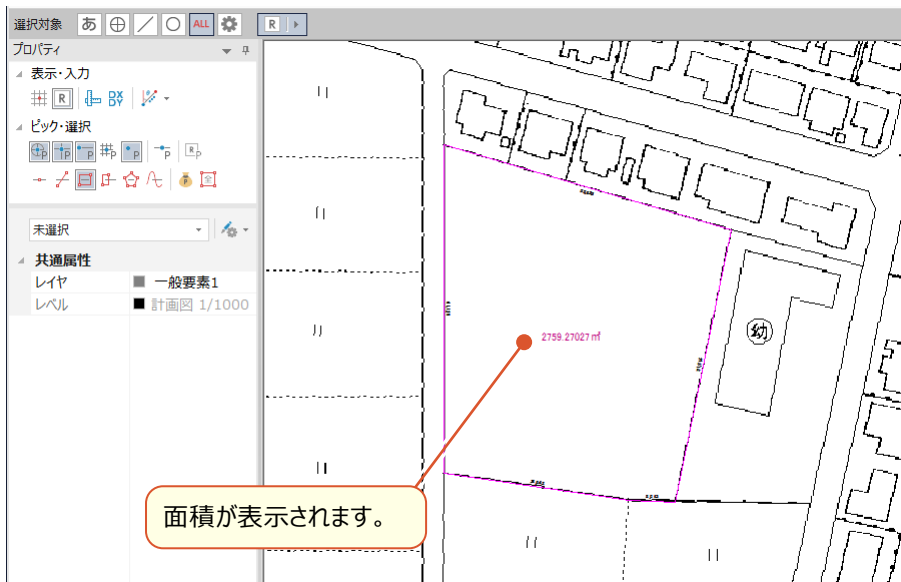 選択対象 あ ALL R
プロパティ
表示・入力
R DX DY
ピック・選択
P P P P P P R P
P 全
未選択
共通属性
レイヤ 一般要素1
レベル 計画図 1/1000
幼
2759.27027㎡
面積が表示されます。